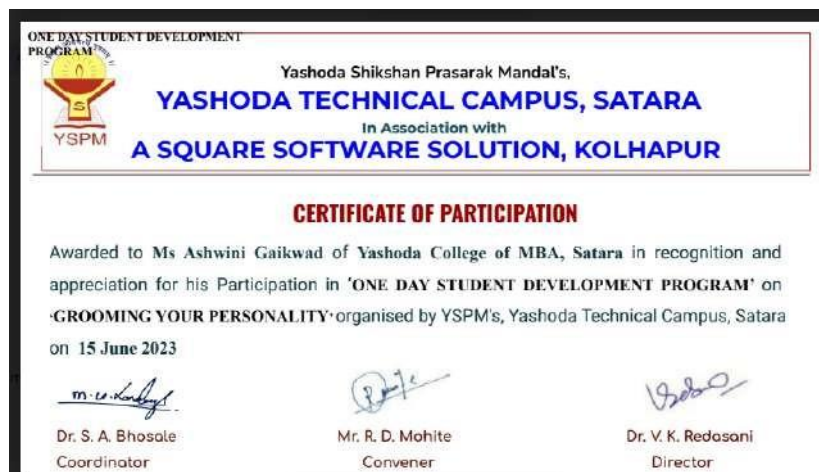 ONE DAY STUDENT DEVELOPMENT
PROGRAM
Yashoda Shikshan Prasarak Mandal's,
YASHODA TECHNICAL CAMPUS, SATARA
In Association with
A SQUARE SOFTWARE SOLUTION, KOLHAPUR
S
YSPM
CERTIFICATE OF PARTICIPATION
Awarded to Ms Ashwini Gaikwad of Yashoda College of MBA, Satara in recognition and
appreciation for his Participation in 'ONE DAY STUDENT DEVELOPMENT PROGRAM' on
'GROOMING YOUR PERSONALITY' organised by YSPM's, Yashoda Technical Campus, Satara
on 15 June 2023
Dr. S. A. Bhosale
Mr. R. D. Mohite
Dr. V. K. Redasani
Coordinator
Convener
Director